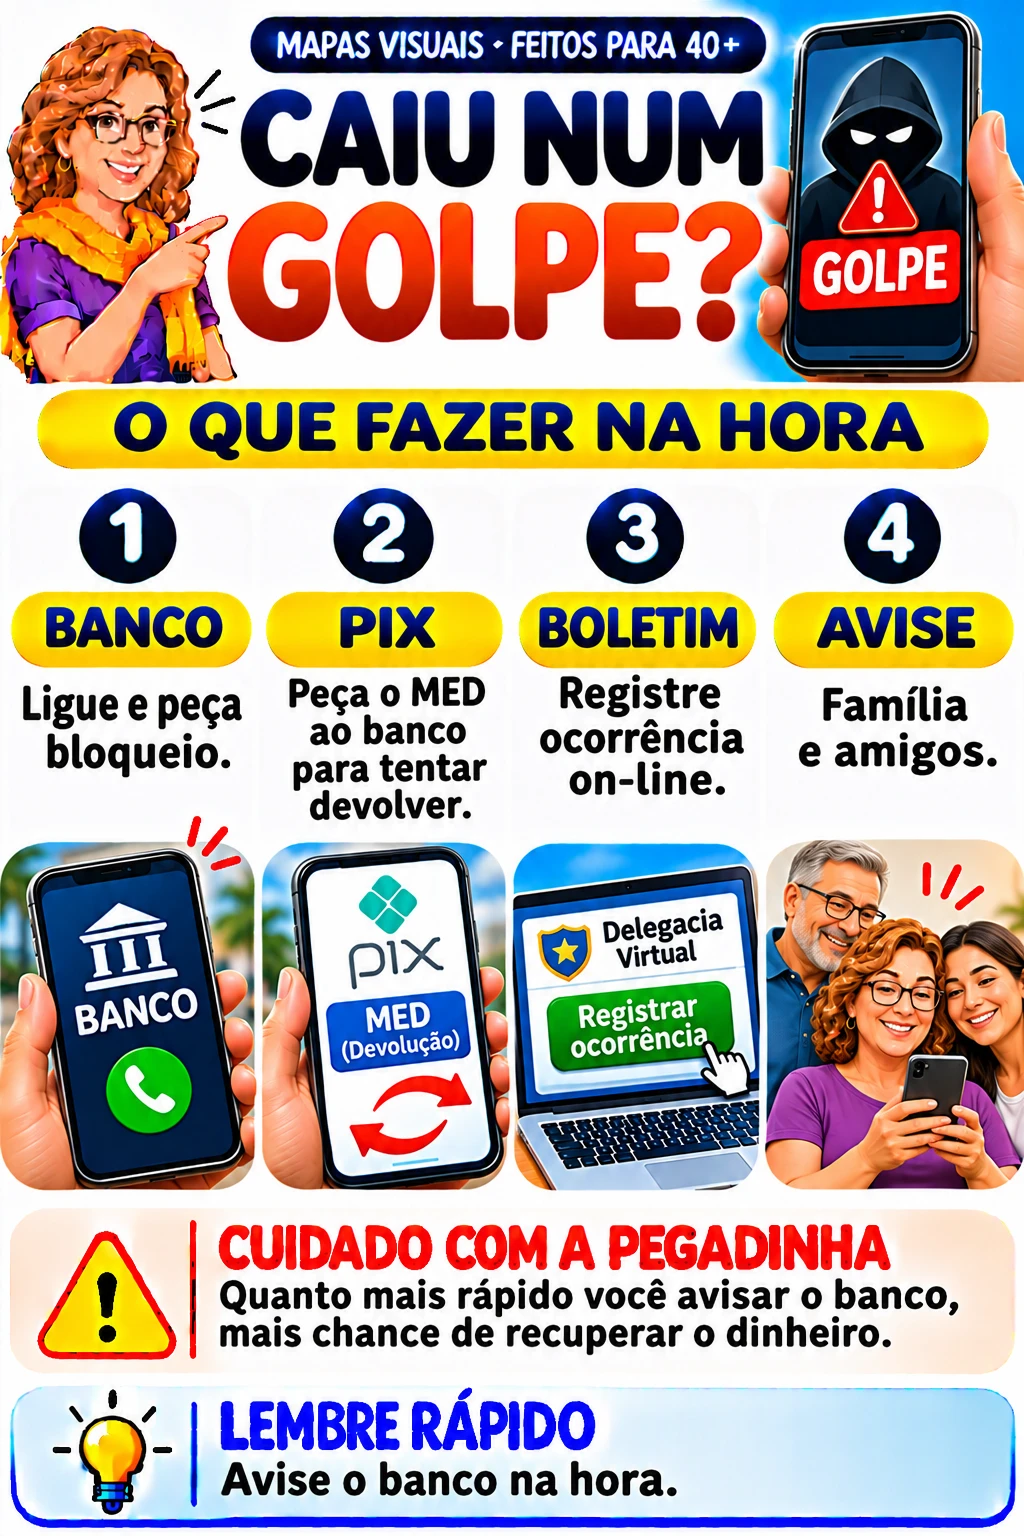 MAPAS VISUAIS · FEITOS PARA 40+
CAIU NUM
GOLPE?
GOLPE
O QUE FAZER NA HORA
1
BANCO
Ligue e peça
bloqueio.
BANCO
2
PIX
Peça o MED
ao banco
para tentar
devolver.
pix
MED
(Devolução)
3
BOLETIM
Registre
ocorrência
on-line.
Delegacia
Virtual
Registrar
ocorrência
4
AVISE
Família
e amigos.
CUIDADO COM A PEGADINHA
Quanto mais rápido você avisar o banco,
mais chance de recuperar o dinheiro.
LEMBRE RÁPIDO
Avise o banco na hora.